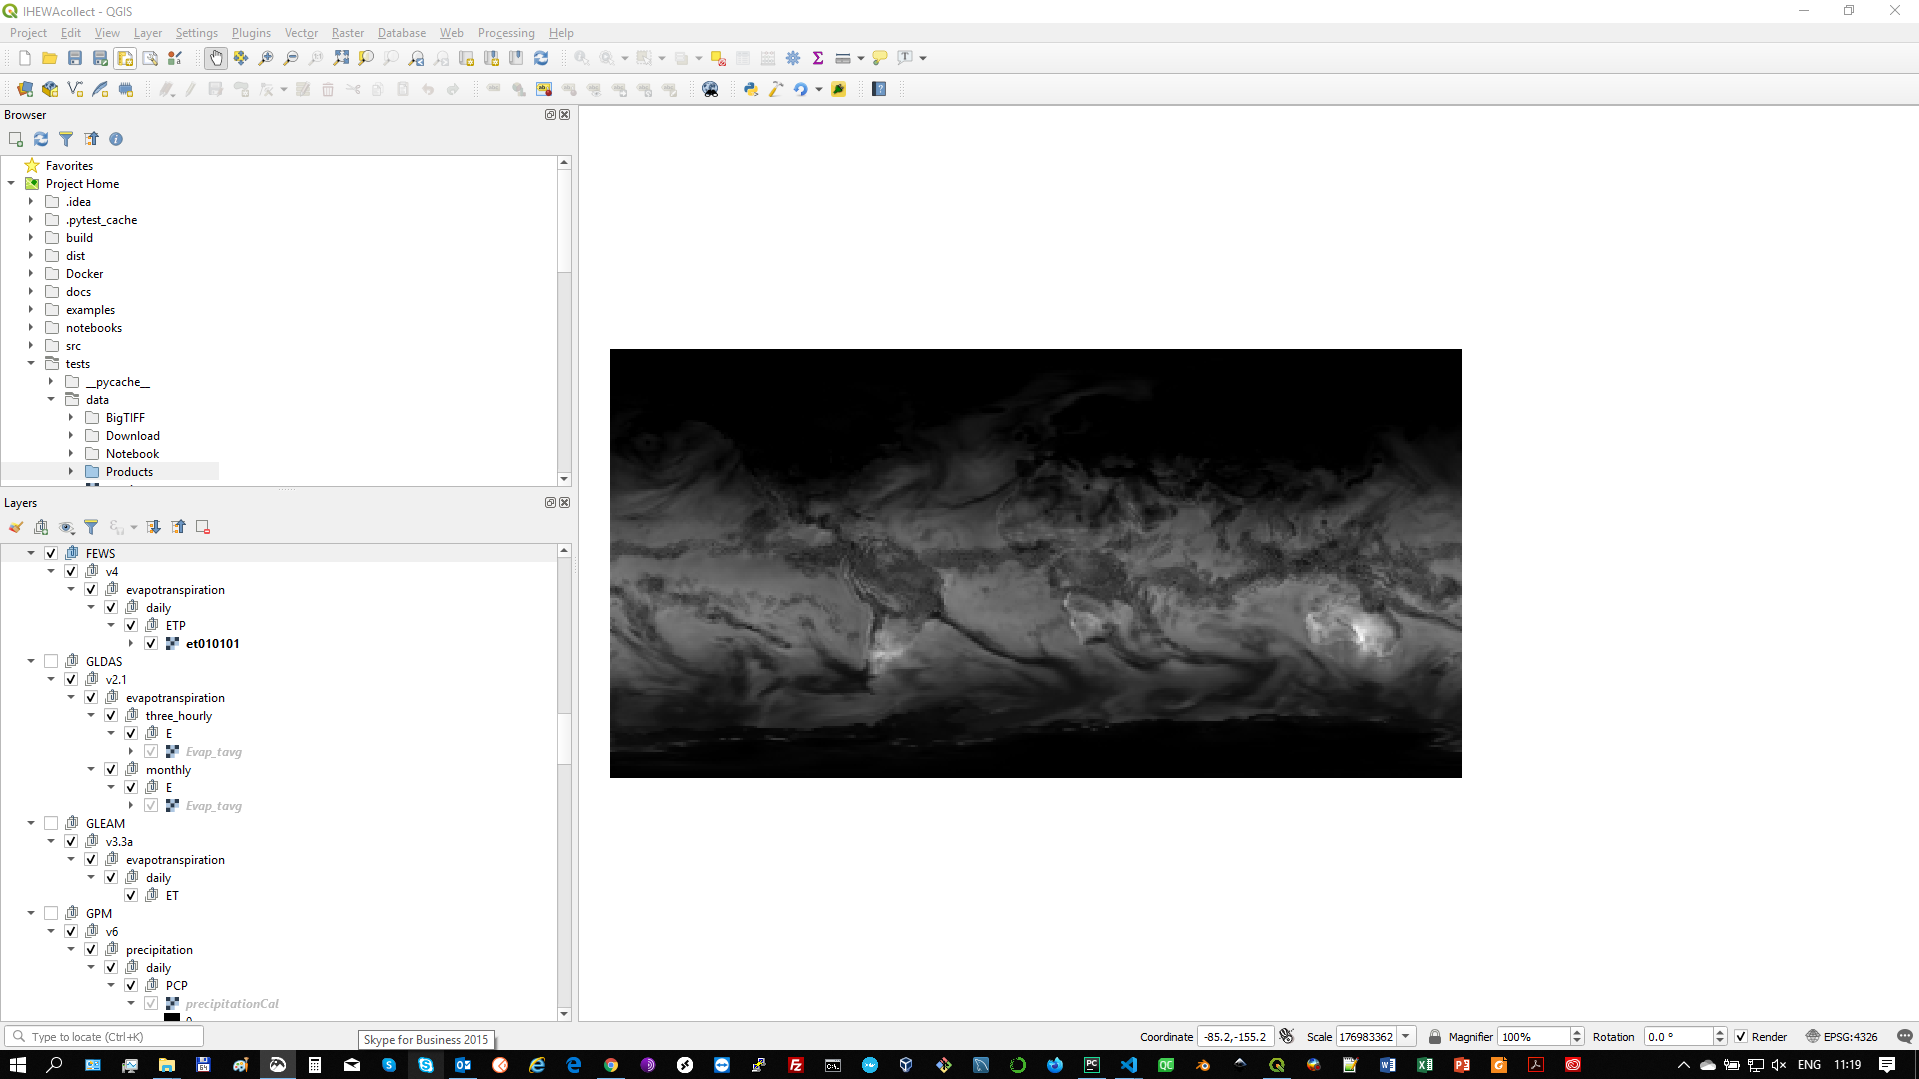 IHEWAcollect - QGIS
Project Edit View Layer Settings Plugins Vector Raster Database Web Processing Help
Browser
Favorites
Project Home
.idea
.pytest_cache
build
dist
Docker
docs
examples
notebooks
src
tests
__pycache__
data
BigTIFF
Download
Notebook
Products
Layers
FEWS
v4
evapotranspiration
daily
ETP
et010101
GLDAS
v2.1
evapotranspiration
three_hourly
E
Evap_tavg
monthly
E
Evap_tavg
GLEAM
v3.3a
evapotranspiration
daily
ET
GPM
v6
precipitation
daily
PCP
precipitationCal
Type to locate (Ctrl+K)
Skype for Business 2015
Coordinate -85.2,-155.2 Scale 176983362 Magnifier 100% Rotation 0.0 ° Render EPSG:4326
ENG 11:19